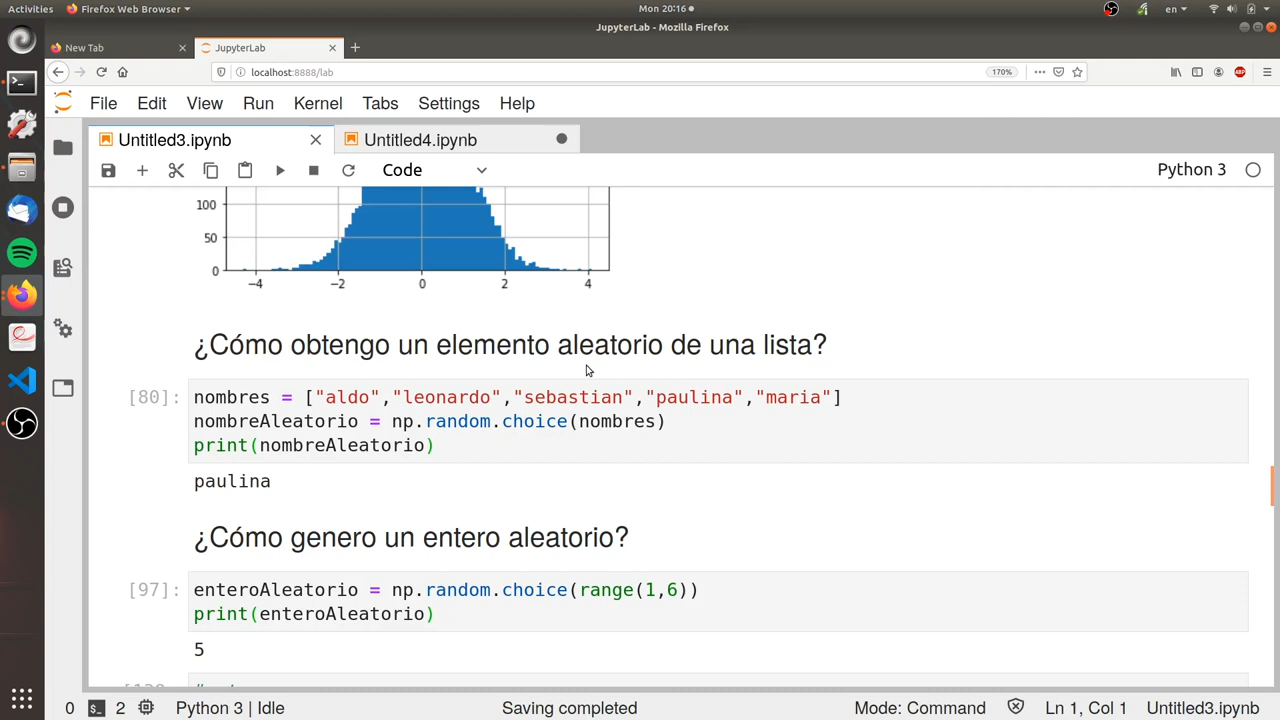 Activities
Firefox Web Browser
Mon 20:16
en
JupyterLab - Mozilla Firefox
New Tab
JupyterLab
localhost:8888/lab
170%
ABP
File Edit View Run Kernel Tabs Settings Help
Untitled3.ipynb
Untitled4.ipynb
Code
Python 3
100
50
0
−4 −2 0 2 4
¿Cómo obtengo un elemento aleatorio de una lista?
[80]: nombres = ["aldo","leonardo","sebastian","paulina","maria"]
nombreAleatorio = np.random.choice(nombres)
print(nombreAleatorio)
paulina
¿Cómo genero un entero aleatorio?
[97]: enteroAleatorio = np.random.choice(range(1,6))
print(enteroAleatorio)
5
0 2 Python 3 | Idle Saving completed Mode: Command Ln 1, Col 1 Untitled3.ipynb